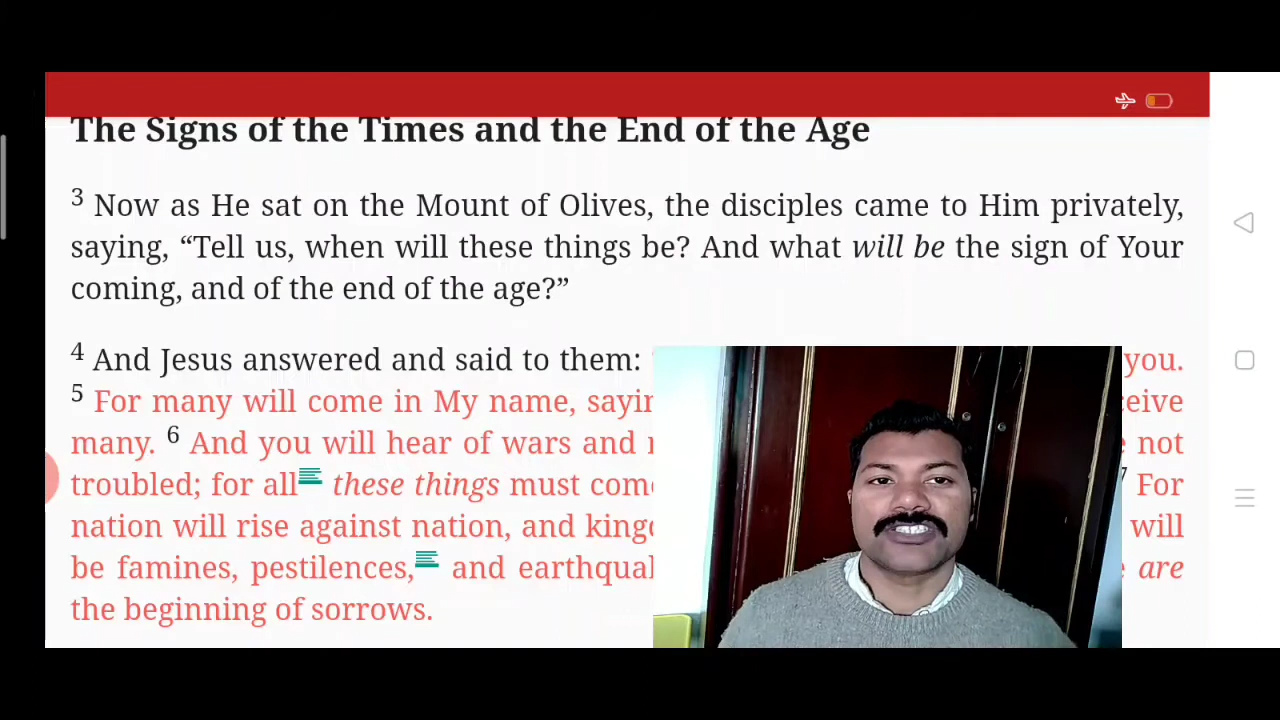 The Signs of the Times and the End of the Age
3 Now as He sat on the Mount of Olives, the disciples came to Him privately,
saying, “Tell us, when will these things be? And what will be the sign of Your
coming, and of the end of the age?”
4 And Jesus answered and said to them: you.
5 For many will come in My name,
many. 6 And you will hear of wars and not
troubled; for all these things must For
nation will rise against nation, and will
be famines, pestilences, and are
the beginning of sorrows.